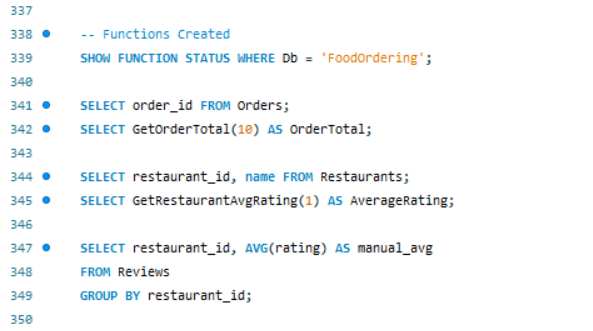 337
338 -- Functions Created
339 SHOW FUNCTION STATUS WHERE Db = 'FoodOrdering';
340
341 SELECT order_id FROM Orders;
342 SELECT GetOrderTotal(10) AS OrderTotal;
343
344 SELECT restaurant_id, name FROM Restaurants;
345 SELECT GetRestaurantAvgRating(1) AS AverageRating;
346
347 SELECT restaurant_id, AVG(rating) AS manual_avg
348 FROM Reviews
349 GROUP BY restaurant_id;
350